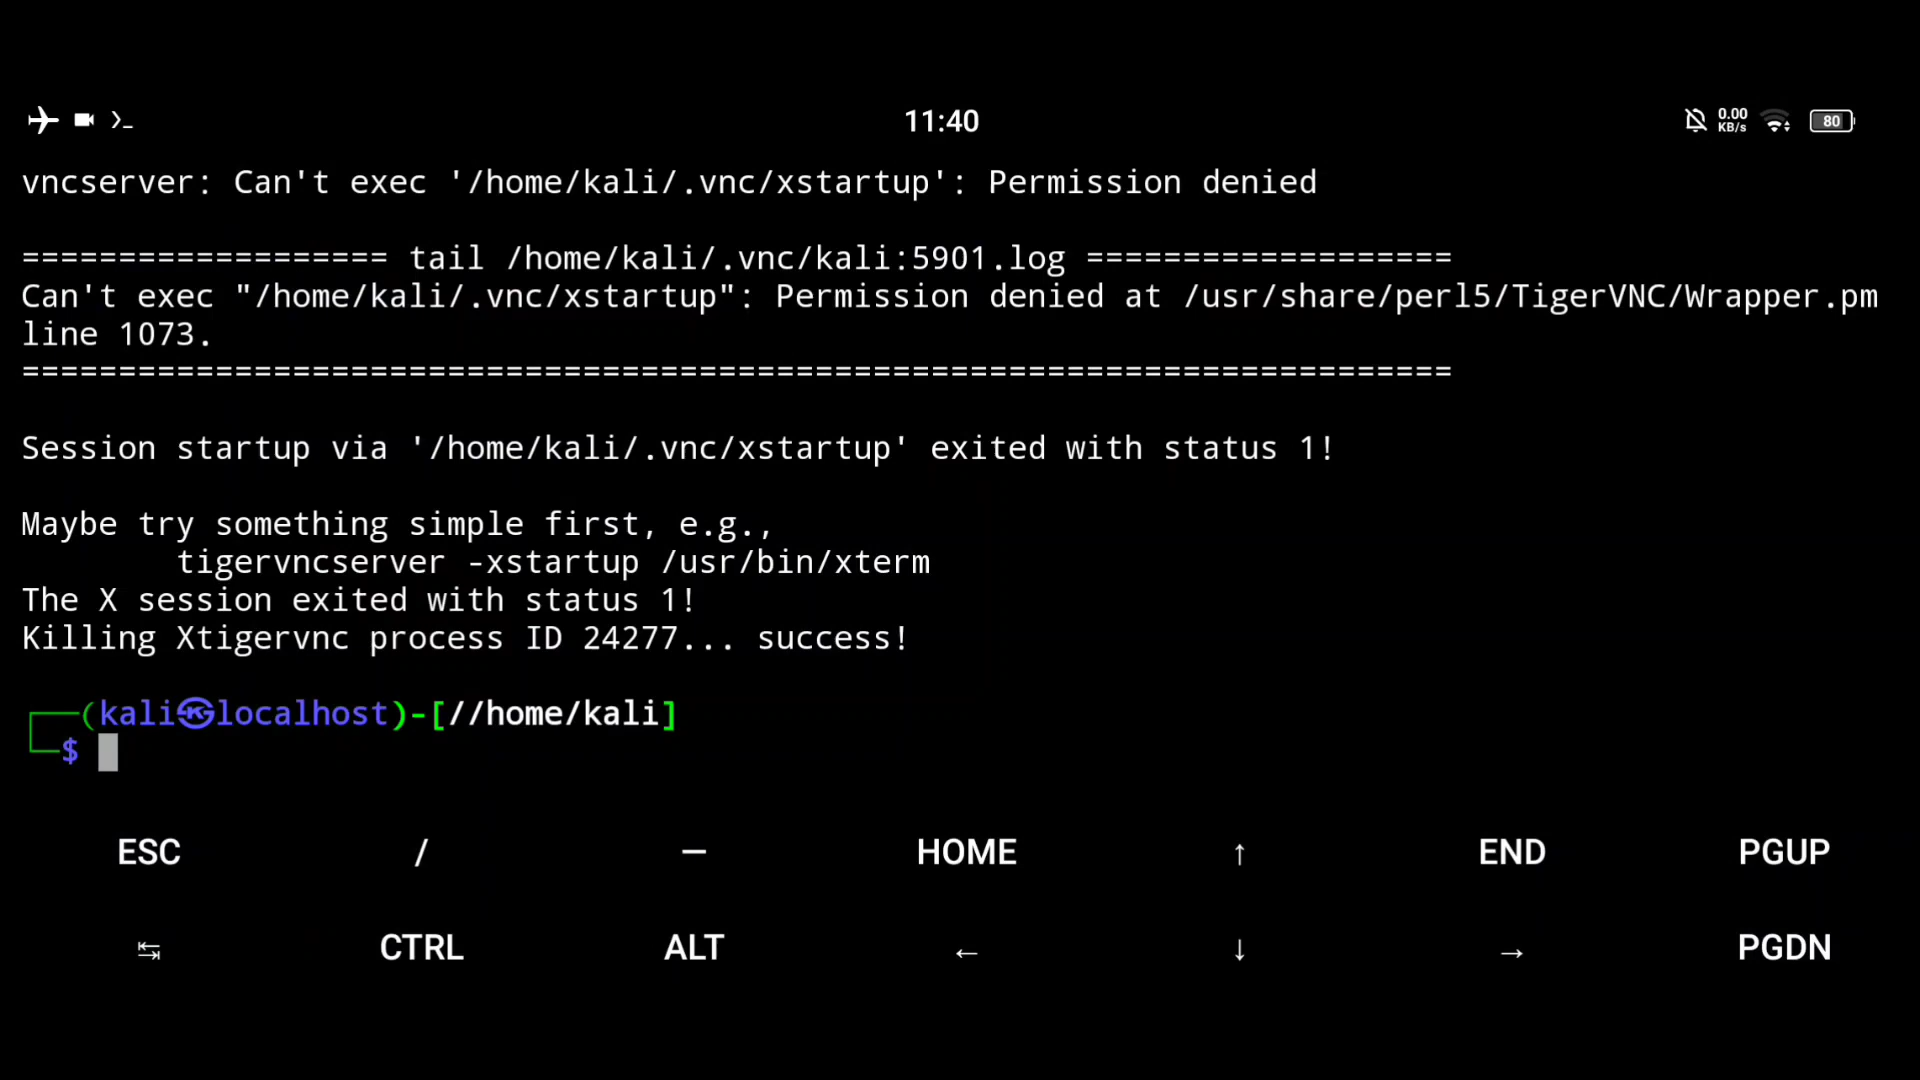 11:40
0.00
KB/s
80
vncserver: Can't exec '/home/kali/.vnc/xstartup': Permission denied
=================== tail /home/kali/.vnc/kali:5901.log ===================
Can't exec "/home/kali/.vnc/xstartup": Permission denied at /usr/share/perl5/TigerVNC/Wrapper.pm
line 1073.
==========================================================================
Session startup via '/home/kali/.vnc/xstartup' exited with status 1!
Maybe try something simple first, e.g.,
tigervncserver -xstartup /usr/bin/xterm
The X session exited with status 1!
Killing Xtigervnc process ID 24277... success!
┌──(kali㉿localhost)-[//home/kali]
└─$
ESC / — HOME ↑ END PGUP
↹ CTRL ALT ← ↓ → PGDN